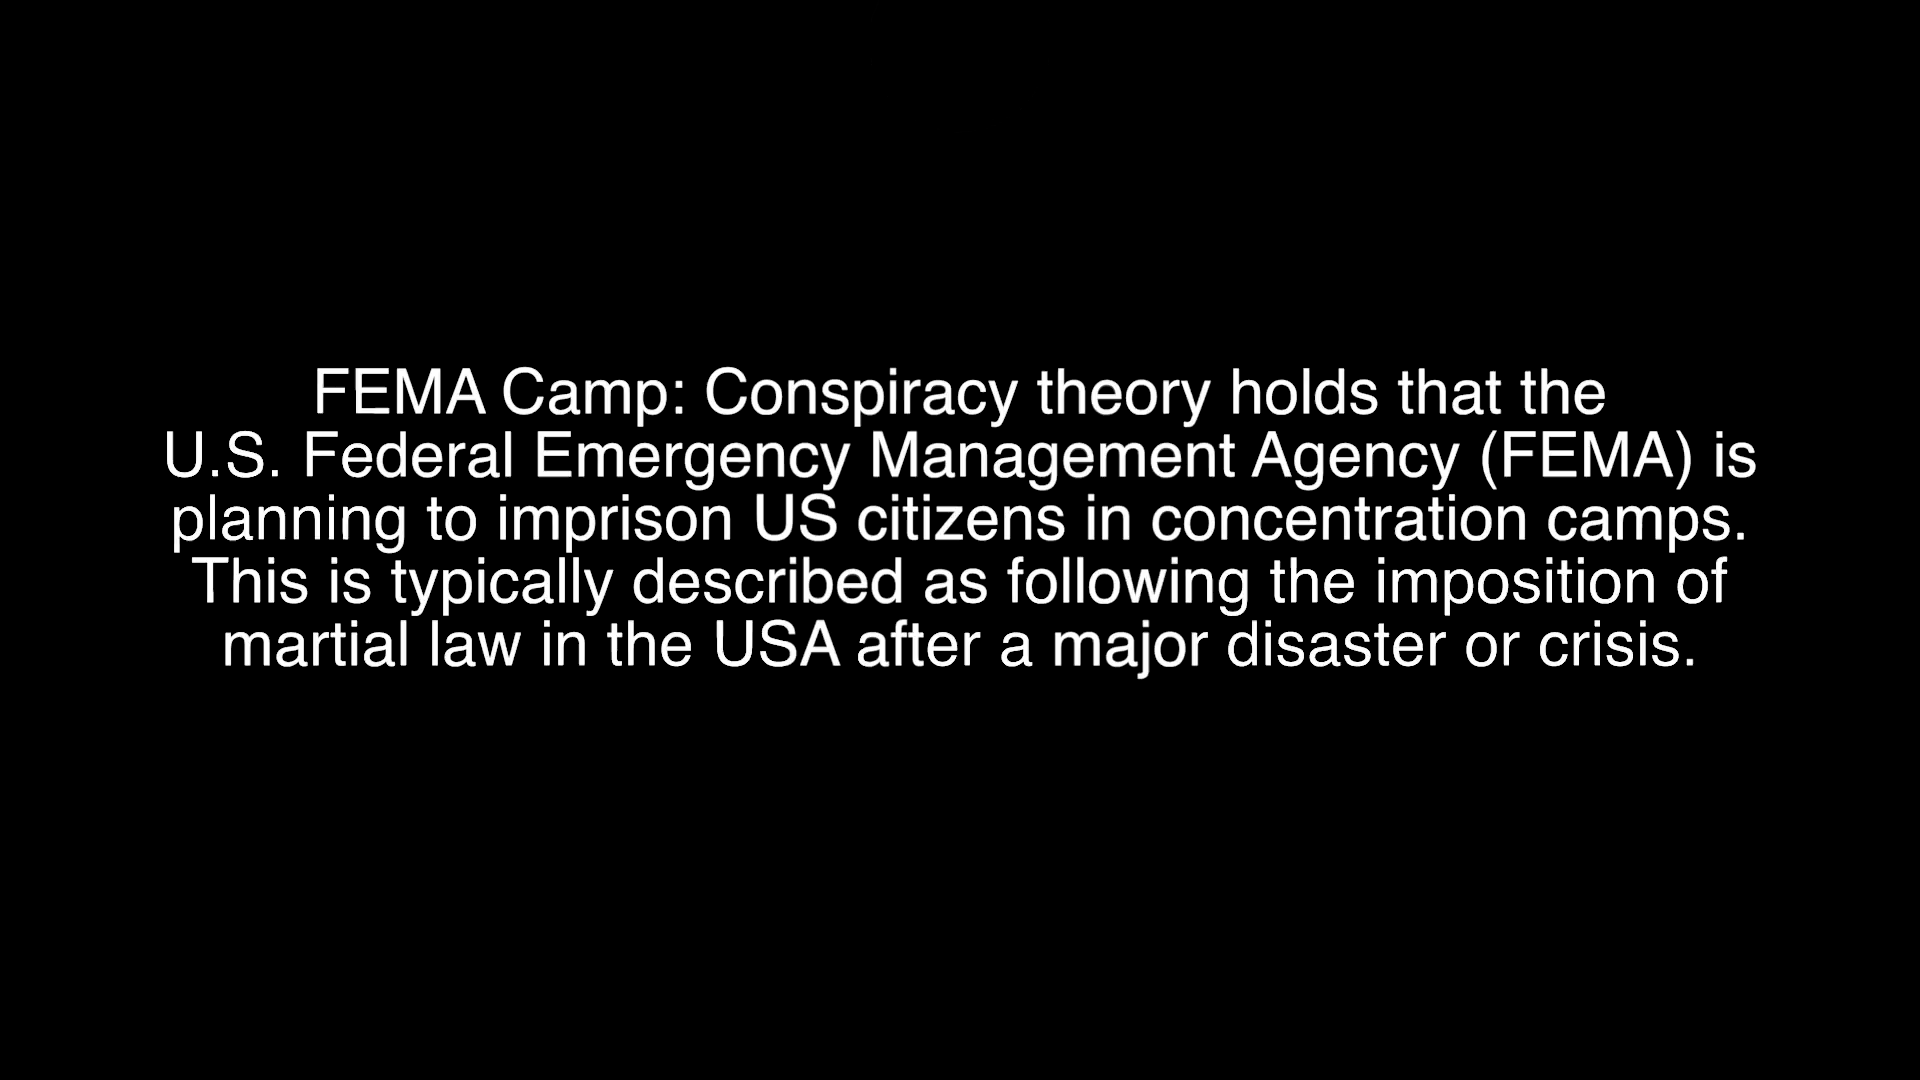 FEMA Camp: Conspiracy theory holds that the
U.S. Federal Emergency Management Agency (FEMA) is
planning to imprison US citizens in concentration camps.
This is typically described as following the imposition of
martial law in the USA after a major disaster or crisis.